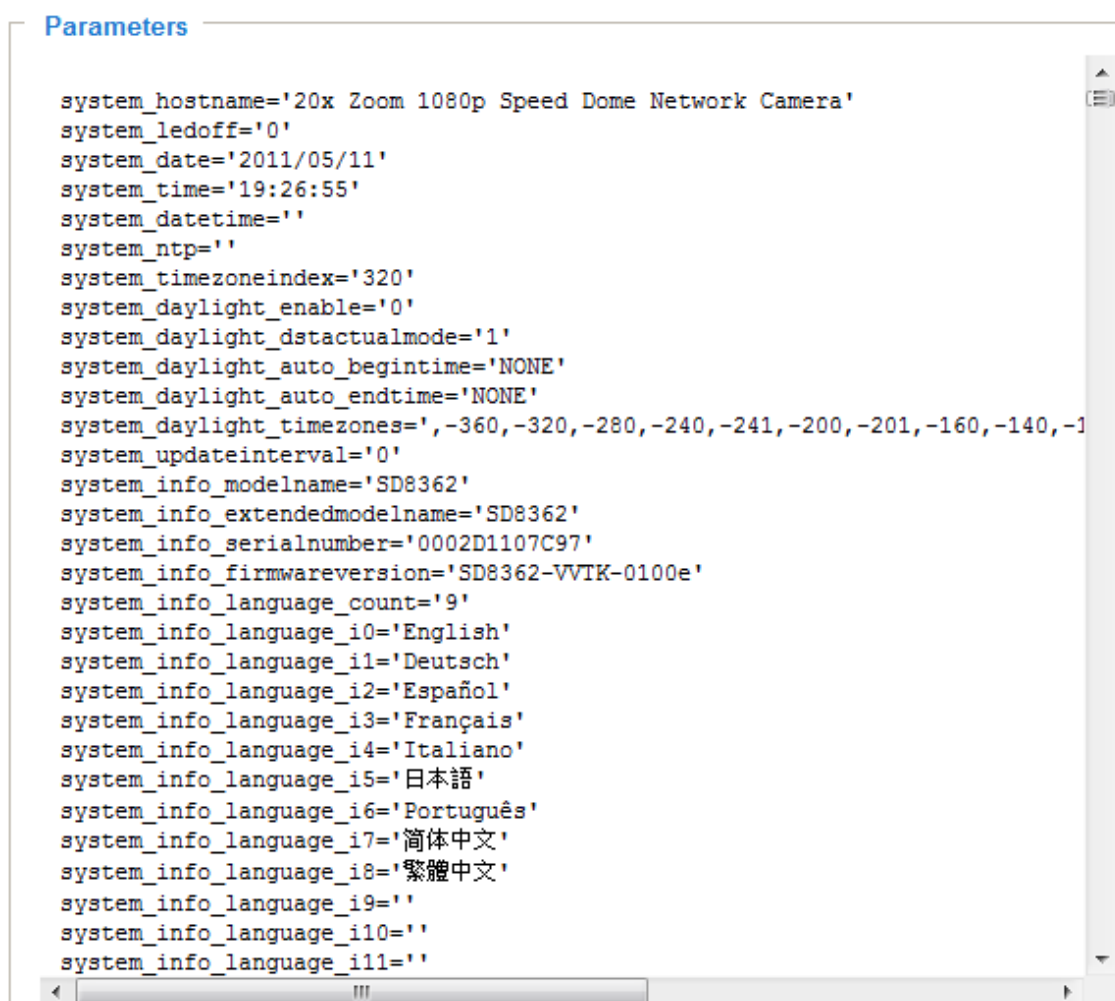 Parameters
system_hostname='20x Zoom 1080p Speed Dome Network Camera'
system_ledoff='0'
system_date='2011/05/11'
system_time='19:26:55'
system_datetime=''
system_ntp=''
system_timezoneindex='320'
system_daylight_enable='0'
system_daylight_dstactualmode='1'
system_daylight_auto_begintime='NONE'
system_daylight_auto_endtime='NONE'
system_daylight_timezones=',-360,-320,-280,-240,-241,-200,-201,-160,-140,-1
system_updateinterval='0'
system_info_modelname='SD8362'
system_info_extendedmodelname='SD8362'
system_info_serialnumber='0002D1107C97'
system_info_firmwareversion='SD8362-VVTK-0100e'
system_info_language_count='9'
system_info_language_i0='English'
system_info_language_i1='Deutsch'
system_info_language_i2='Español'
system_info_language_i3='Français'
system_info_language_i4='Italiano'
system_info_language_i5='日本語'
system_info_language_i6='Português'
system_info_language_i7='简体中文'
system_info_language_i8='繁體中文'
system_info_language_i9=''
system_info_language_i10=''
system_info_language_i11=''